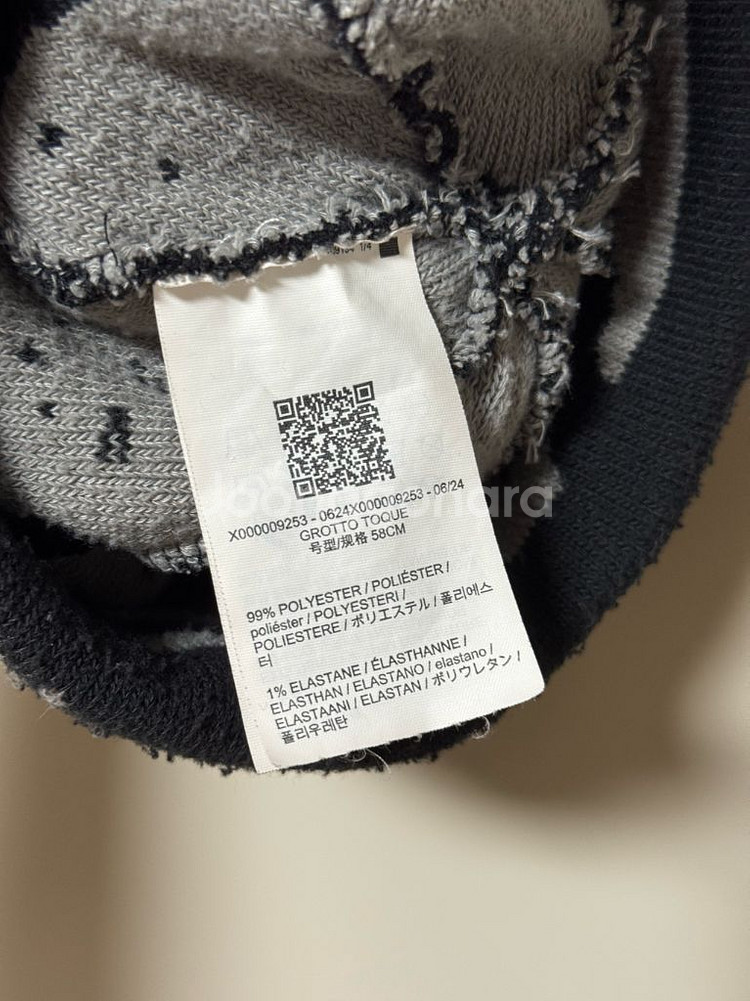 1/4
X000009253 - 0624X000009253 - 06/24
GROTTO TOQUE
号型/规格 58CM
99% POLYESTER / POLIÉSTER /
poliéster / POLYESTERI /
POLIESTERE / ポリエステル / 폴리에스
터
1% ELASTANE / ÉLASTHANNE /
ELASTHAN / ELASTANO / elastano /
ELASTAANI / ELASTAN / ポリウレタン /
폴리우레탄